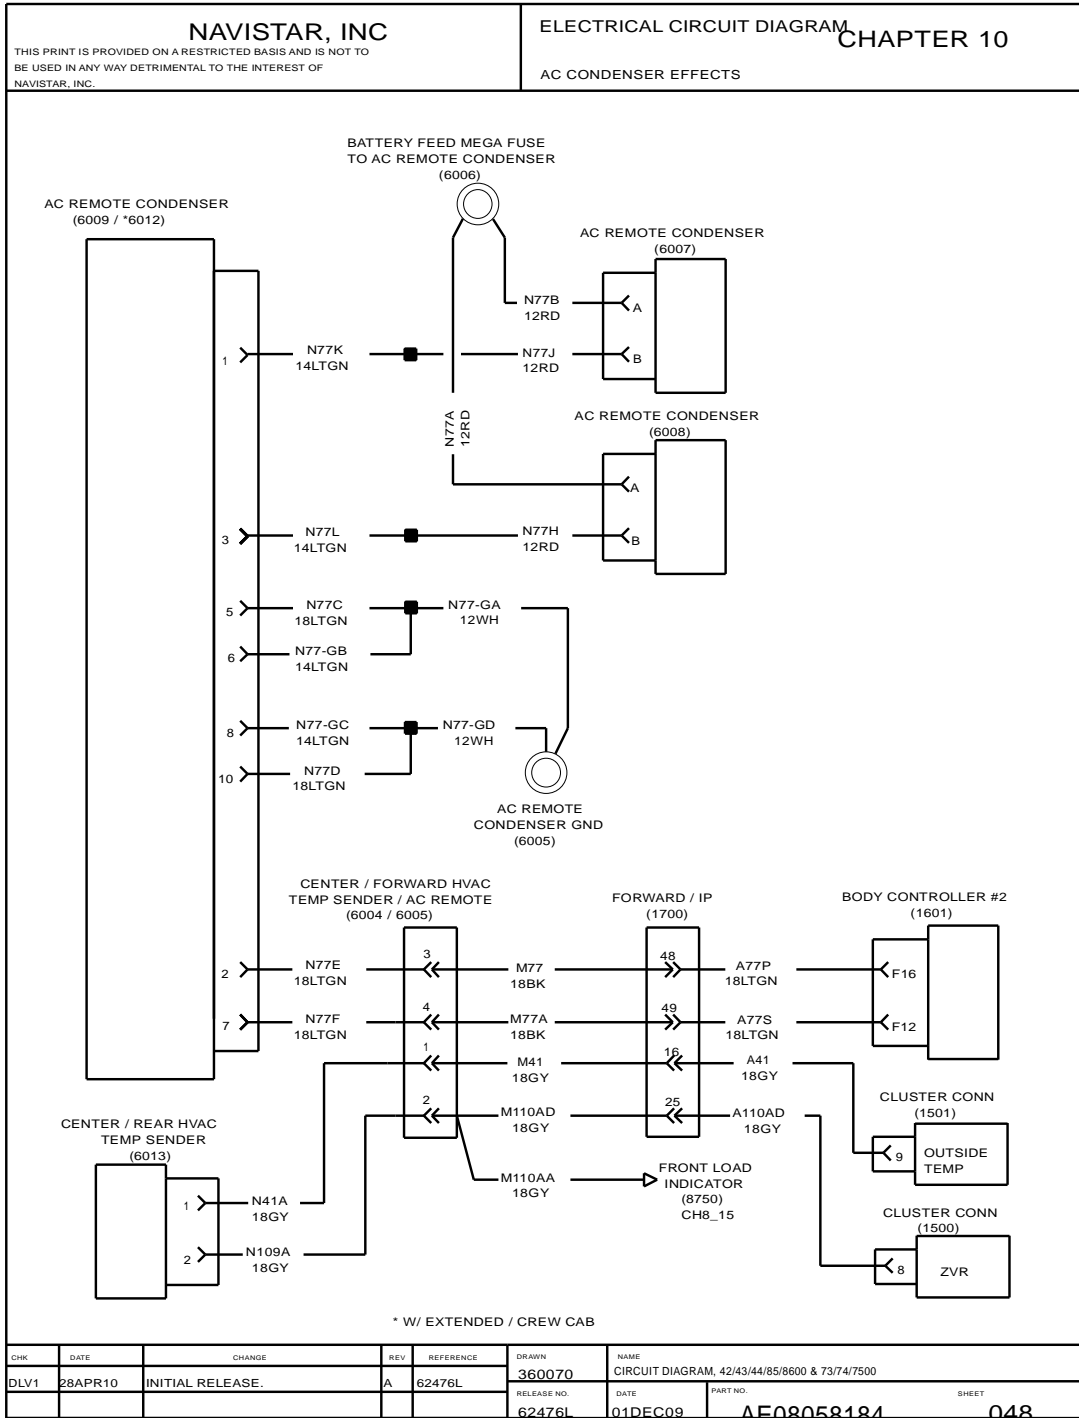 NAVISTAR, INC
THIS PRINT IS PROVIDED ON A RESTRICTED BASIS AND IS NOT TO
BE USED IN ANY WAY DETRIMENTAL TO THE INTEREST OF
NAVISTAR, INC.
ELECTRICAL CIRCUIT DIAGRAM
CHAPTER 10
AC CONDENSER EFFECTS
BATTERY FEED MEGA FUSE
TO AC REMOTE CONDENSER
(6006)
AC REMOTE CONDENSER
(6009 / *6012)
AC REMOTE CONDENSER
(6007)
N77B
12RD
A
1
N77K
14LTGN
N77J
12RD
B
N77A
12RD
AC REMOTE CONDENSER
(6008)
A
3
N77L
14LTGN
N77H
12RD
B
5
N77C
18LTGN
N77-GA
12WH
6
N77-GB
14LTGN
8
N77-GC
14LTGN
N77-GD
12WH
10
N77D
18LTGN
AC REMOTE
CONDENSER GND
(6005)
CENTER / FORWARD HVAC
TEMP SENDER / AC REMOTE
(6004 / 6005)
FORWARD / IP
(1700)
BODY CONTROLLER #2
(1601)
2
N77E
18LTGN
3
M77
18BK
48
A77P
18LTGN
F16
7
N77F
18LTGN
4
M77A
18BK
49
A77S
18LTGN
F12
1
M41
18GY
16
A41
18GY
2
M110AD
18GY
25
A110AD
18GY
CLUSTER CONN
(1501)
9
OUTSIDE
TEMP
CENTER / REAR HVAC
TEMP SENDER
(6013)
M110AA
18GY
FRONT LOAD
INDICATOR
(8750)
CH8_15
1
N41A
18GY
2
N109A
18GY
CLUSTER CONN
(1500)
8
ZVR
* W/ EXTENDED / CREW CAB
CHK
DATE
CHANGE
REV
REFERENCE
DRAWN
NAME
DLV1
28APR10
INITIAL RELEASE.
A
62476L
360070
CIRCUIT DIAGRAM, 42/43/44/85/8600 & 73/74/7500
RELEASE NO.
DATE
PART NO.
SHEET
62476L
01DEC09
AE08058184
048